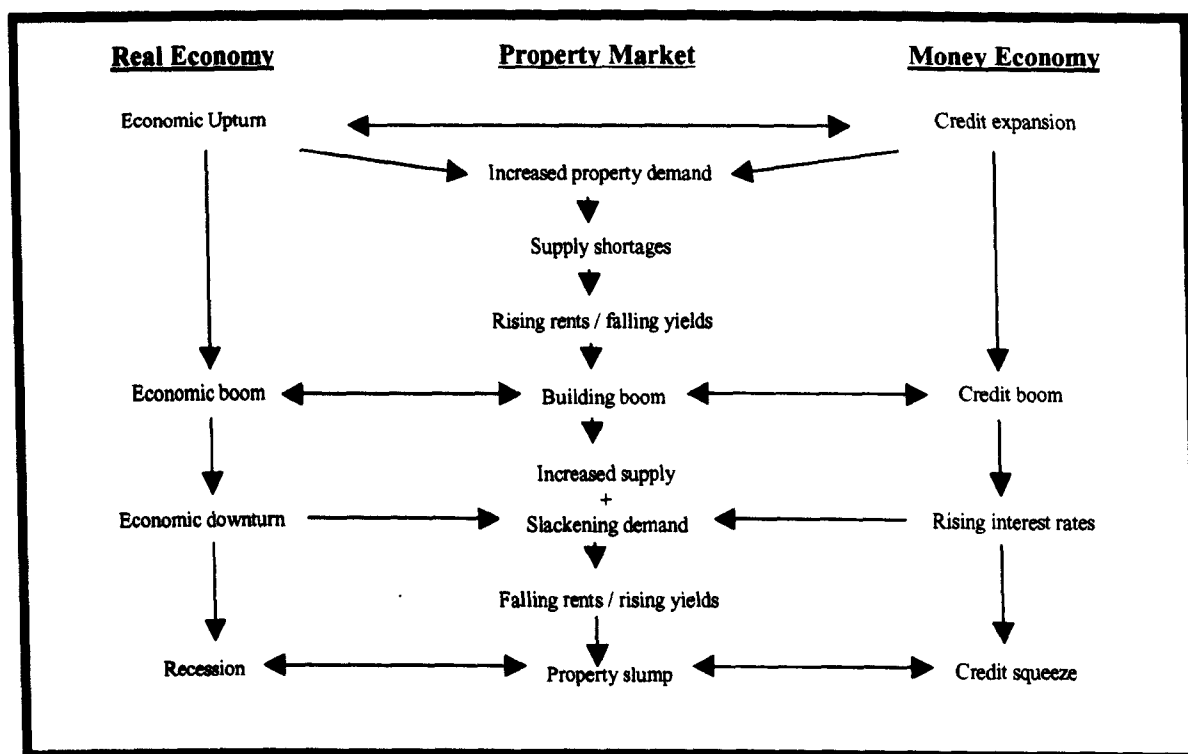 Real Economy
Property Market
Money Economy
Economic Upturn
Credit expansion
Increased property demand
Supply shortages
Rising rents / falling yields
Economic boom
Building boom
Credit boom
Increased supply
+
Economic downturn
Slackening demand
Rising interest rates
Falling rents / rising yields
Recession
Property slump
Credit squeeze